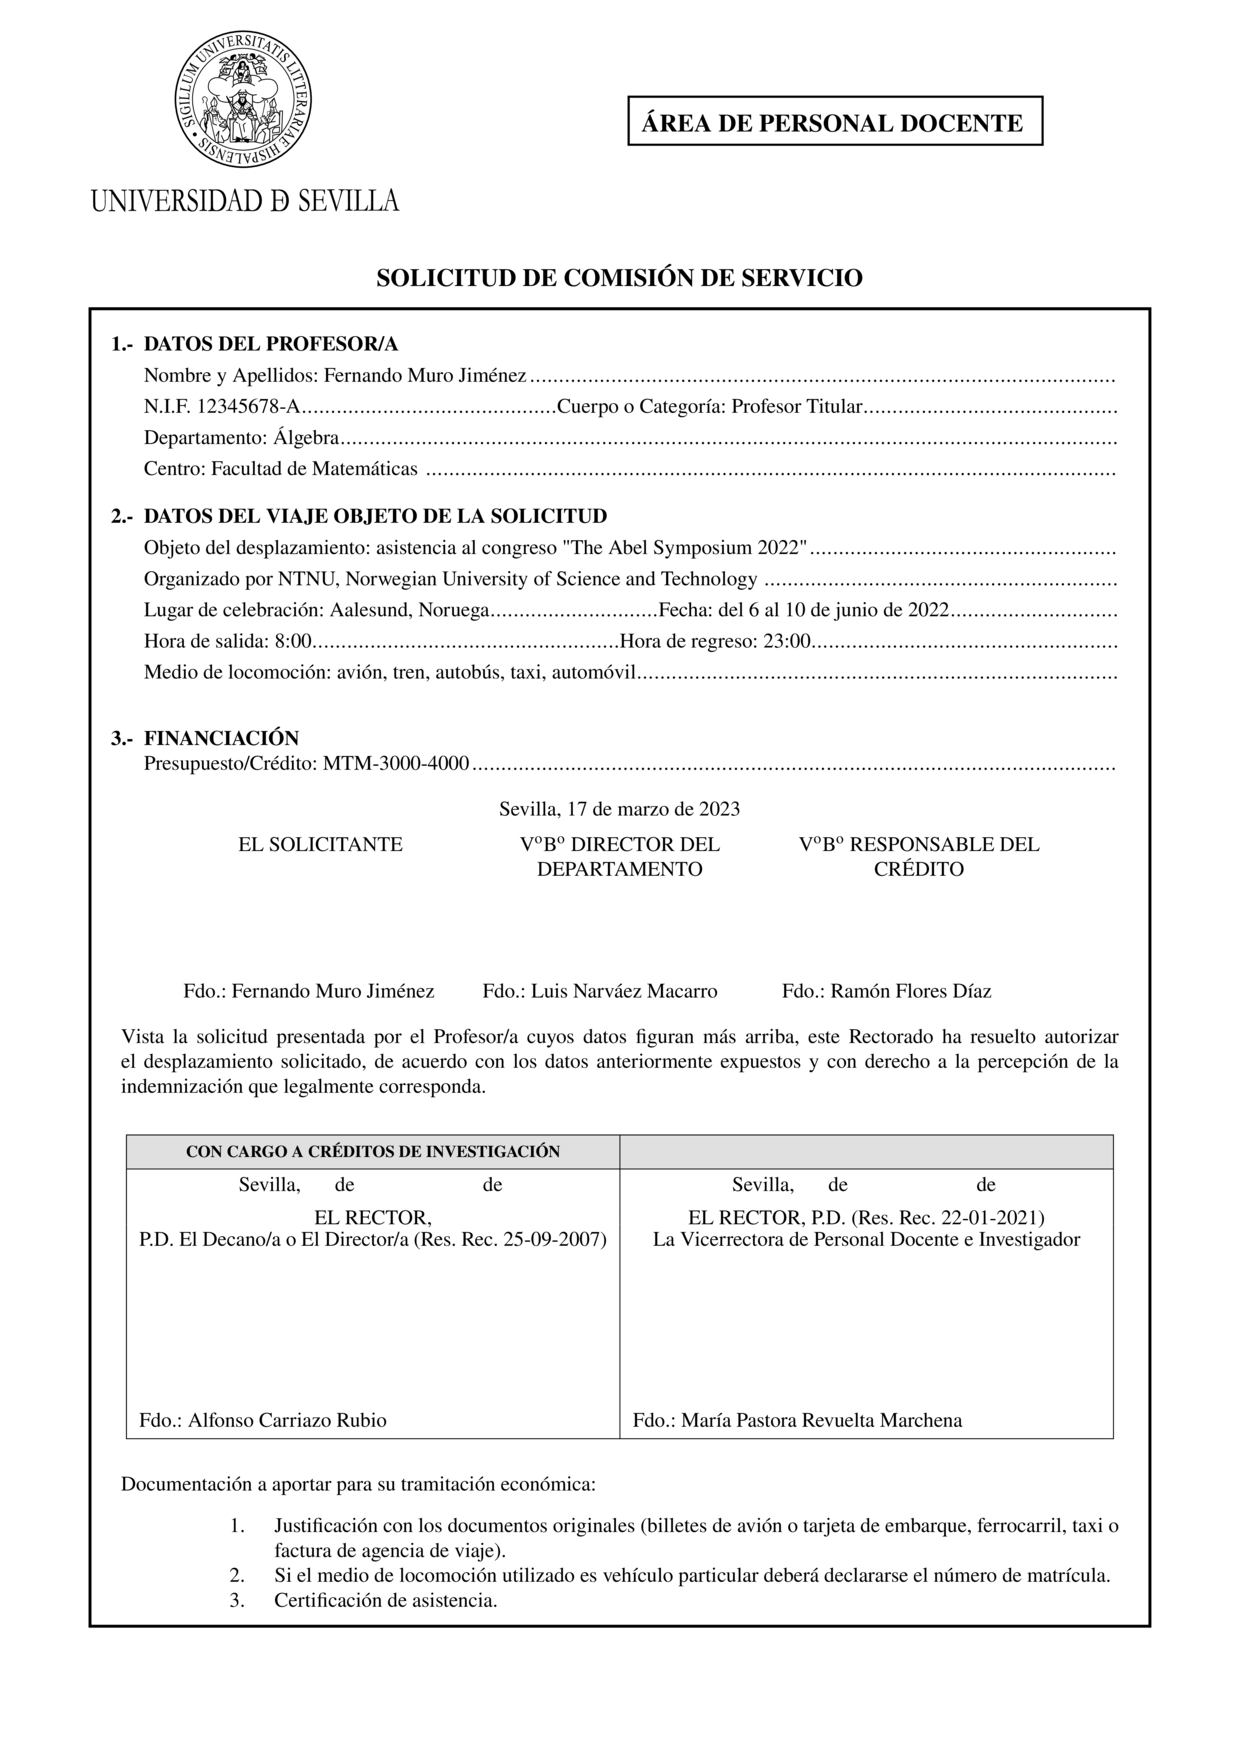 SIGILLUM UNIVERSITATIS LITTERARIAE HISPALENSIS
UNIVERSIDAD Ð SEVILLA
ÁREA DE PERSONAL DOCENTE
SOLICITUD DE COMISIÓN DE SERVICIO
1.- DATOS DEL PROFESOR/A
Nombre y Apellidos: Fernando Muro Jiménez
N.I.F. 12345678-A Cuerpo o Categoría: Profesor Titular
Departamento: Álgebra
Centro: Facultad de Matemáticas
2.- DATOS DEL VIAJE OBJETO DE LA SOLICITUD
Objeto del desplazamiento: asistencia al congreso "The Abel Symposium 2022"
Organizado por NTNU, Norwegian University of Science and Technology
Lugar de celebración: Aalesund, Noruega Fecha: del 6 al 10 de junio de 2022
Hora de salida: 8:00 Hora de regreso: 23:00
Medio de locomoción: avión, tren, autobús, taxi, automóvil
3.- FINANCIACIÓN
Presupuesto/Crédito: MTM-3000-4000
Sevilla, 17 de marzo de 2023
EL SOLICITANTE VºBº DIRECTOR DEL VºBº RESPONSABLE DEL
DEPARTAMENTO CRÉDITO
Fdo.: Fernando Muro Jiménez Fdo.: Luis Narváez Macarro Fdo.: Ramón Flores Díaz
Vista la solicitud presentada por el Profesor/a cuyos datos figuran más arriba, este Rectorado ha resuelto autorizar
el desplazamiento solicitado, de acuerdo con los datos anteriormente expuestos y con derecho a la percepción de la
indemnización que legalmente corresponda.
CON CARGO A CRÉDITOS DE INVESTIGACIÓN
Sevilla, de de
EL RECTOR,
P.D. El Decano/a o El Director/a (Res. Rec. 25-09-2007)
Fdo.: Alfonso Carriazo Rubio
Sevilla, de de
EL RECTOR, P.D. (Res. Rec. 22-01-2021)
La Vicerrectora de Personal Docente e Investigador
Fdo.: María Pastora Revuelta Marchena
Documentación a aportar para su tramitación económica:
1. Justificación con los documentos originales (billetes de avión o tarjeta de embarque, ferrocarril, taxi o
factura de agencia de viaje).
2. Si el medio de locomoción utilizado es vehículo particular deberá declararse el número de matrícula.
3. Certificación de asistencia.